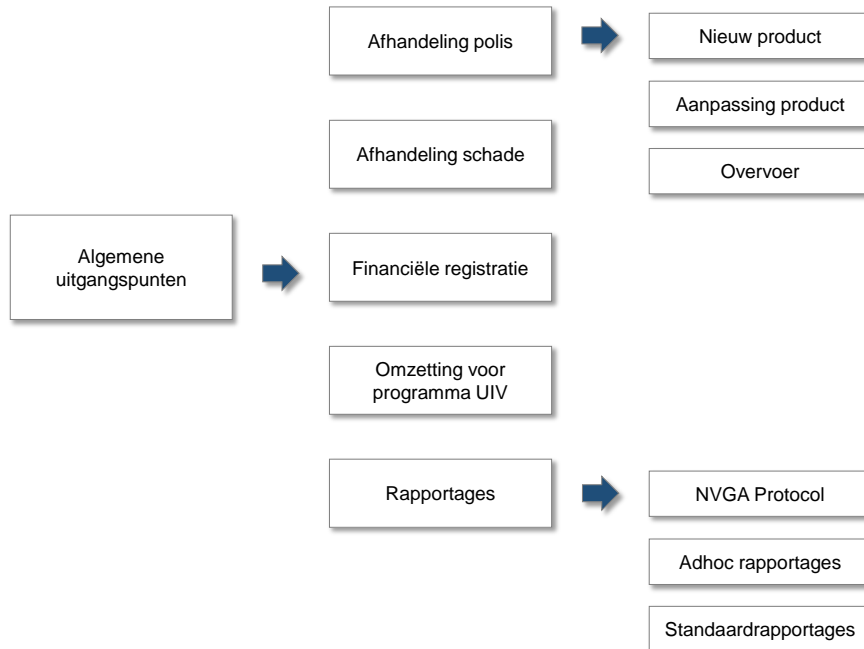 Afhandeling polis
Nieuw product
Aanpassing product
Afhandeling schade
Overvoer
Algemene
uitgangspunten
Financiële registratie
Omzetting voor
programma UIV
Rapportages
NVGA Protocol
Adhoc rapportages
Standaardrapportages